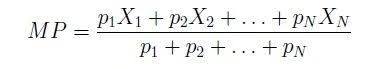 MP = \frac{p_1X_1 + p_2X_2 + \ldots + p_NX_N}{p_1 + p_2 + \ldots + p_N}